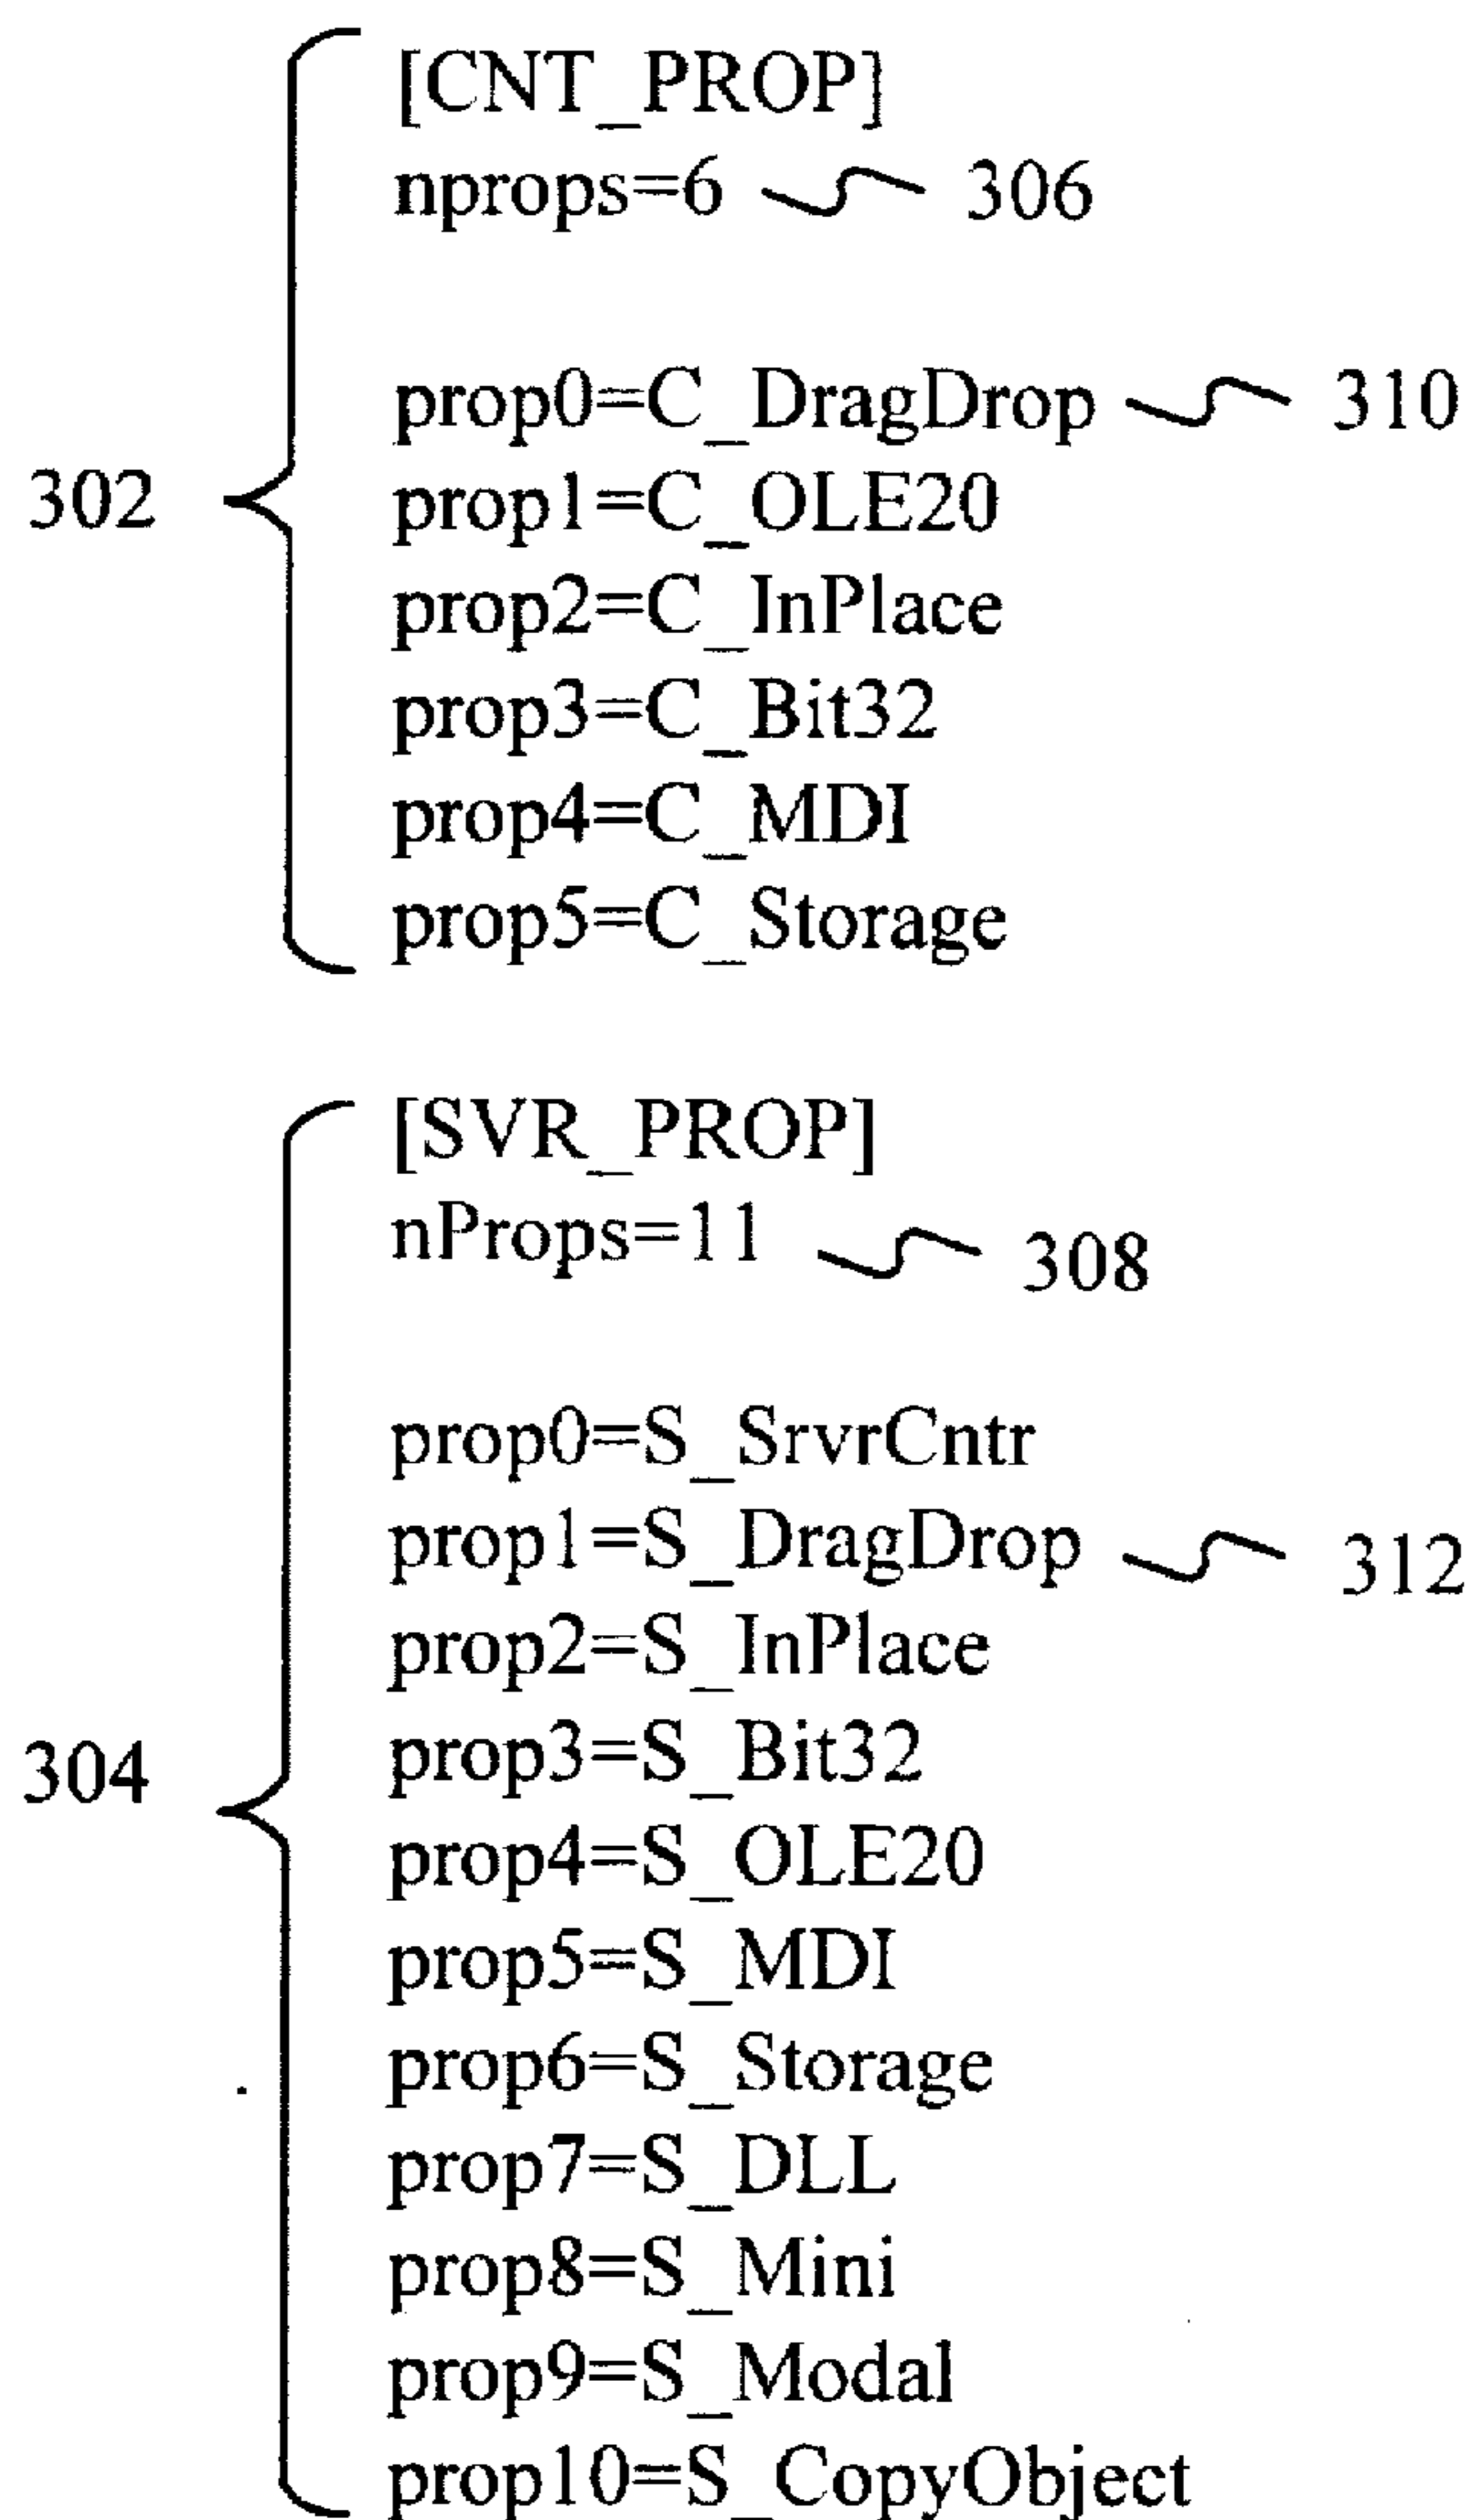 [CNT_PROP]
nprops=6 306
prop0=C_DragDrop 310
302
prop1=C_OLE20
prop2=C_InPlace
prop3=C_Bit32
prop4=C_MDI
prop5=C_Storage
[SVR_PROP]
nProps=11 308
prop0=S_SrvrCntr
prop1=S_DragDrop 312
prop2=S_InPlace
304
prop3=S_Bit32
prop4=S_OLE20
prop5=S_MDI
prop6=S_Storage
prop7=S_DLL
prop8=S_Mini
prop9=S_Modal
prop10=S_CopyObject